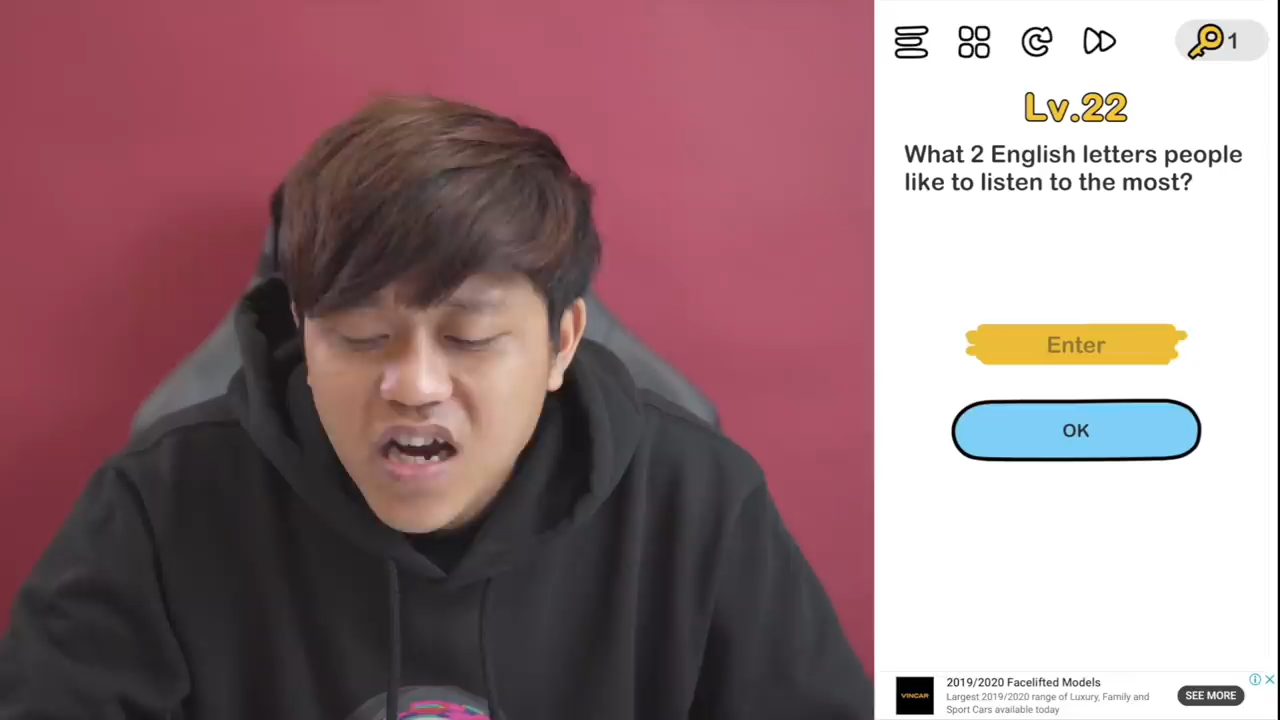 1
Lv.22
What 2 English letters people
like to listen to the most?
Enter
OK
VINCAR
2019/2020 Facelifted Models
Largest 2019/2020 range of Luxury, Family and
Sport Cars available today
SEE MORE